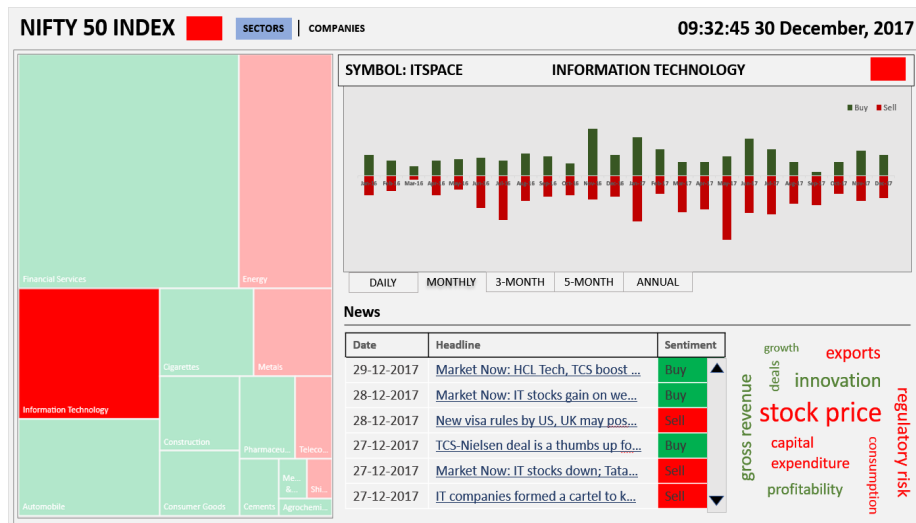 NIFTY 50 INDEX
SECTORS
COMPANIES
09:32:45 30 December, 2017
Financial Services
Energy
Information Technology
Cigarettes
Metals
Construction
Pharmaceu...
Teleco...
Automobile
Consumer Goods
Cements
Me...
&...
Shi...
Agrochemi...
SYMBOL: ITSPACE
INFORMATION TECHNOLOGY
Buy
Sell
Mar-16
DAILY
MONTHLY
3-MONTH
5-MONTH
ANNUAL
News
Date Headline Sentiment
29-12-2017 Market Now: HCL Tech, TCS boost ... Buy
28-12-2017 Market Now: IT stocks gain on we... Buy
28-12-2017 New visa rules by US, UK may pos... Sell
27-12-2017 TCS-Nielsen deal is a thumbs up fo... Buy
27-12-2017 Market Now: IT stocks down; Tata... Sell
27-12-2017 IT companies formed a cartel to k... Sell
growth
exports
deals
innovation
gross revenue
stock price
regulatory risk
capital
expenditure
consumption
profitability